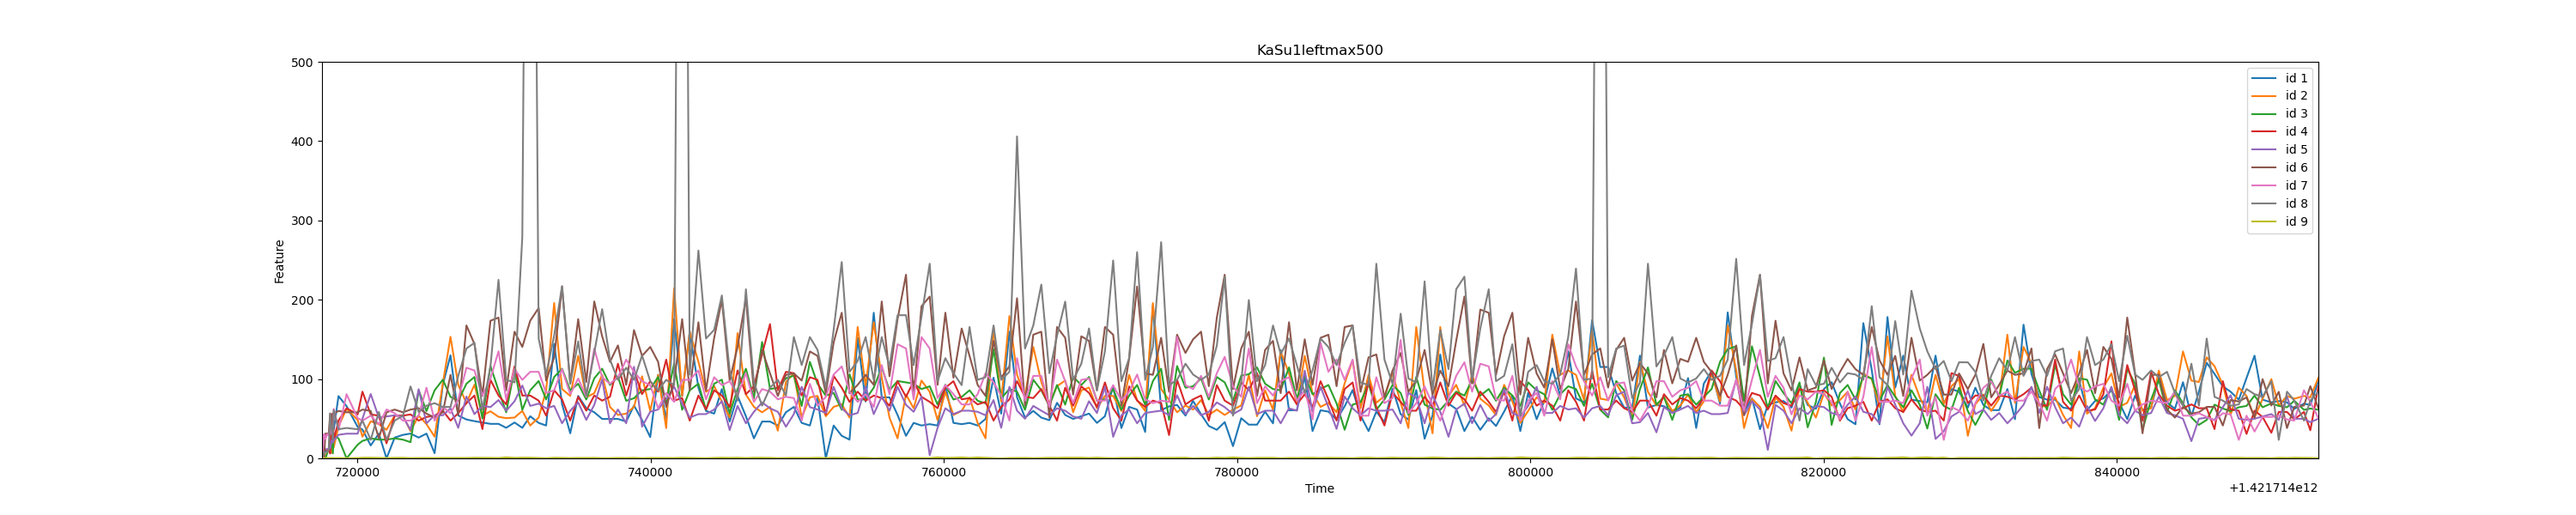 KaSu1leftmax500
500
400
300
200
100
0
Feature
id 1
id 2
id 3
id 4
id 5
id 6
id 7
id 8
id 9
720000 740000 760000 780000 800000 820000 840000
Time
+1.421714e12